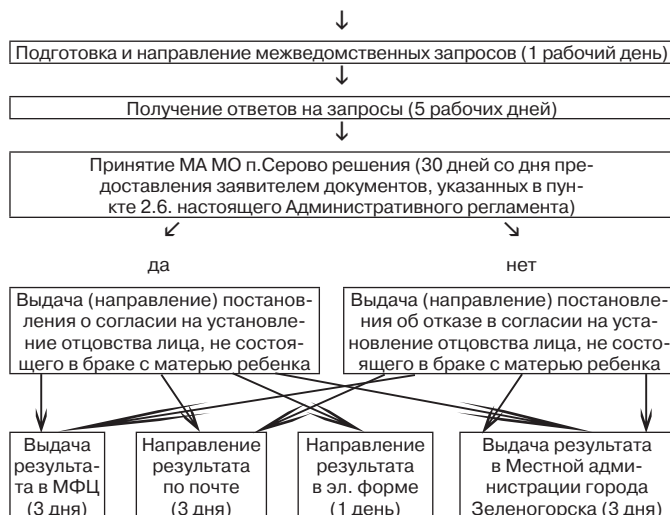 Подготовка и направление межведомственных запросов (1 рабочий день)
Получение ответов на запросы (5 рабочих дней)
Принятие МА МО п.Серово решения (30 дней со дня пре-
доставления заявителем документов, указанных в пун-
кте 2.6. настоящего Административного регламента)
да
нет
Выдача (направление) постанов-
ления о согласии на установле-
ние отцовства лица, не состоя-
щего в браке с матерью ребенка
Выдача (направление) постановле-
ния об отказе в согласии на уста-
новление отцовства лица, не состо-
ящего в браке с матерью ребенка
Выдача
результа-
та в МФЦ
(3 дня)
Направление
результата
по почте
(3 дня)
Направление
результата
в эл. форме
(1 день)
Выдача результата
в Местной адми-
нистрации города
Зеленогорска (3 дня)